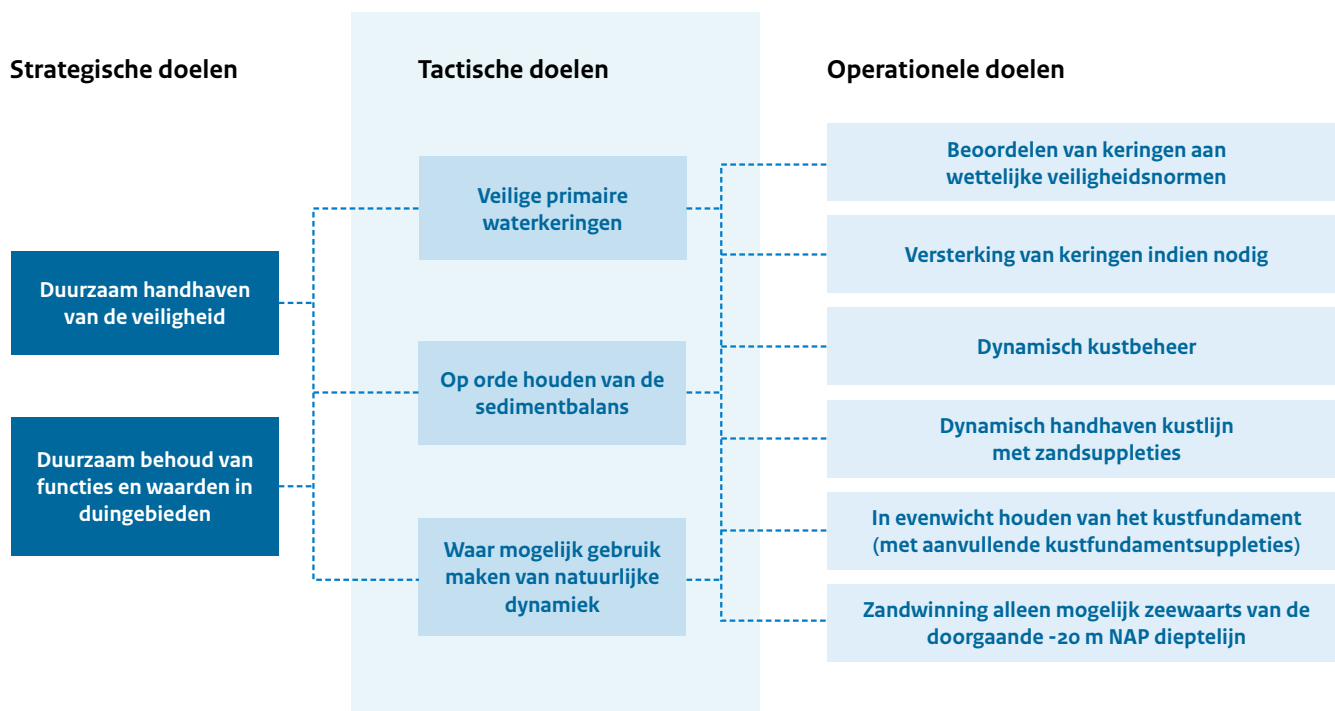 Strategische doelen
Duurzaam handhaven
van de veiligheid
Duurzaam behoud van
functies en waarden in
duingebieden
Tactische doelen
Veilige primaire
waterkeringen
Op orde houden van de
sedimentbalans
Waar mogelijk gebruik
maken van natuurlijke
dynamiek
Operationele doelen
Beoordelen van keringen aan
wettelijke veiligheidsnormen
Versterking van keringen indien nodig
Dynamisch kustbeheer
Dynamisch handhaven kustlijn
met zandsuppleties
In evenwicht houden van het kustfundament
(met aanvullende kustfundamentsuppleties)
Zandwinning alleen mogelijk zeewaarts van de
doorgaande -20 m NAP dieptelijn